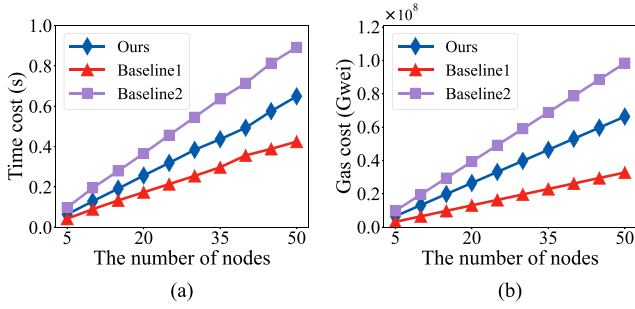 Time cost (s)
1.0
0.8
0.6
0.4
0.2
0.0
Ours
Baseline1
Baseline2
5 20 35 50
The number of nodes
(a)
×10⁸
Gas cost (Gwei)
1.2
1.0
0.8
0.6
0.4
0.2
0.0
Ours
Baseline1
Baseline2
5 20 35 50
The number of nodes
(b)